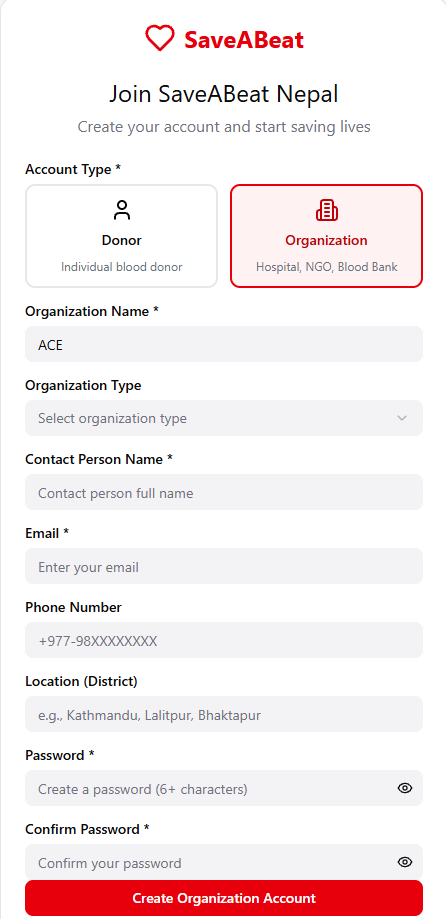 SaveABeat
Join SaveABeat Nepal
Create your account and start saving lives
Account Type *
Donor
Individual blood donor
Organization
Hospital, NGO, Blood Bank
Organization Name *
ACE
Organization Type
Select organization type
Contact Person Name *
Contact person full name
Email *
Enter your email
Phone Number
+977-98XXXXXXXX
Location (District)
e.g., Kathmandu, Lalitpur, Bhaktapur
Password *
Create a password (6+ characters)
Confirm Password *
Confirm your password
Create Organization Account